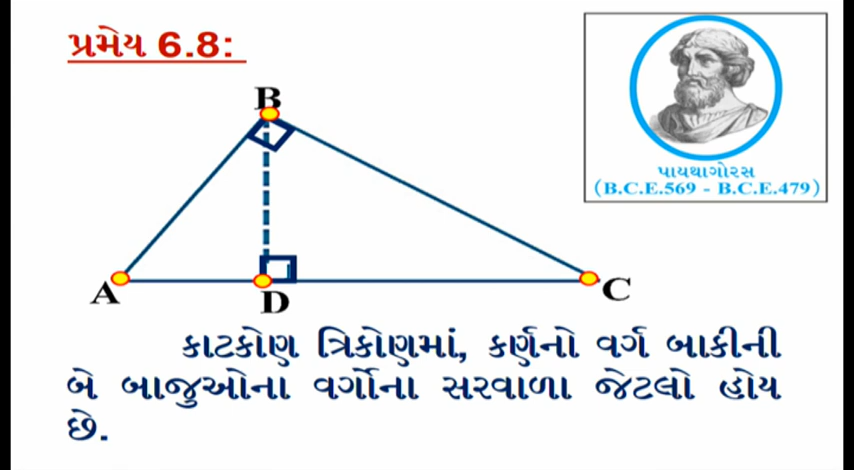 પ્રમેય 6.8:
B
પાયથાગોરસ
(B.C.E.569 - B.C.E.479)
A
D
C
કાટકોણ ત્રિકોણમાં, કર્ણનો વર્ગ બાકીની
બે બાજુઓના વર્ગોના સરવાળા જેટલો હોય
છે.